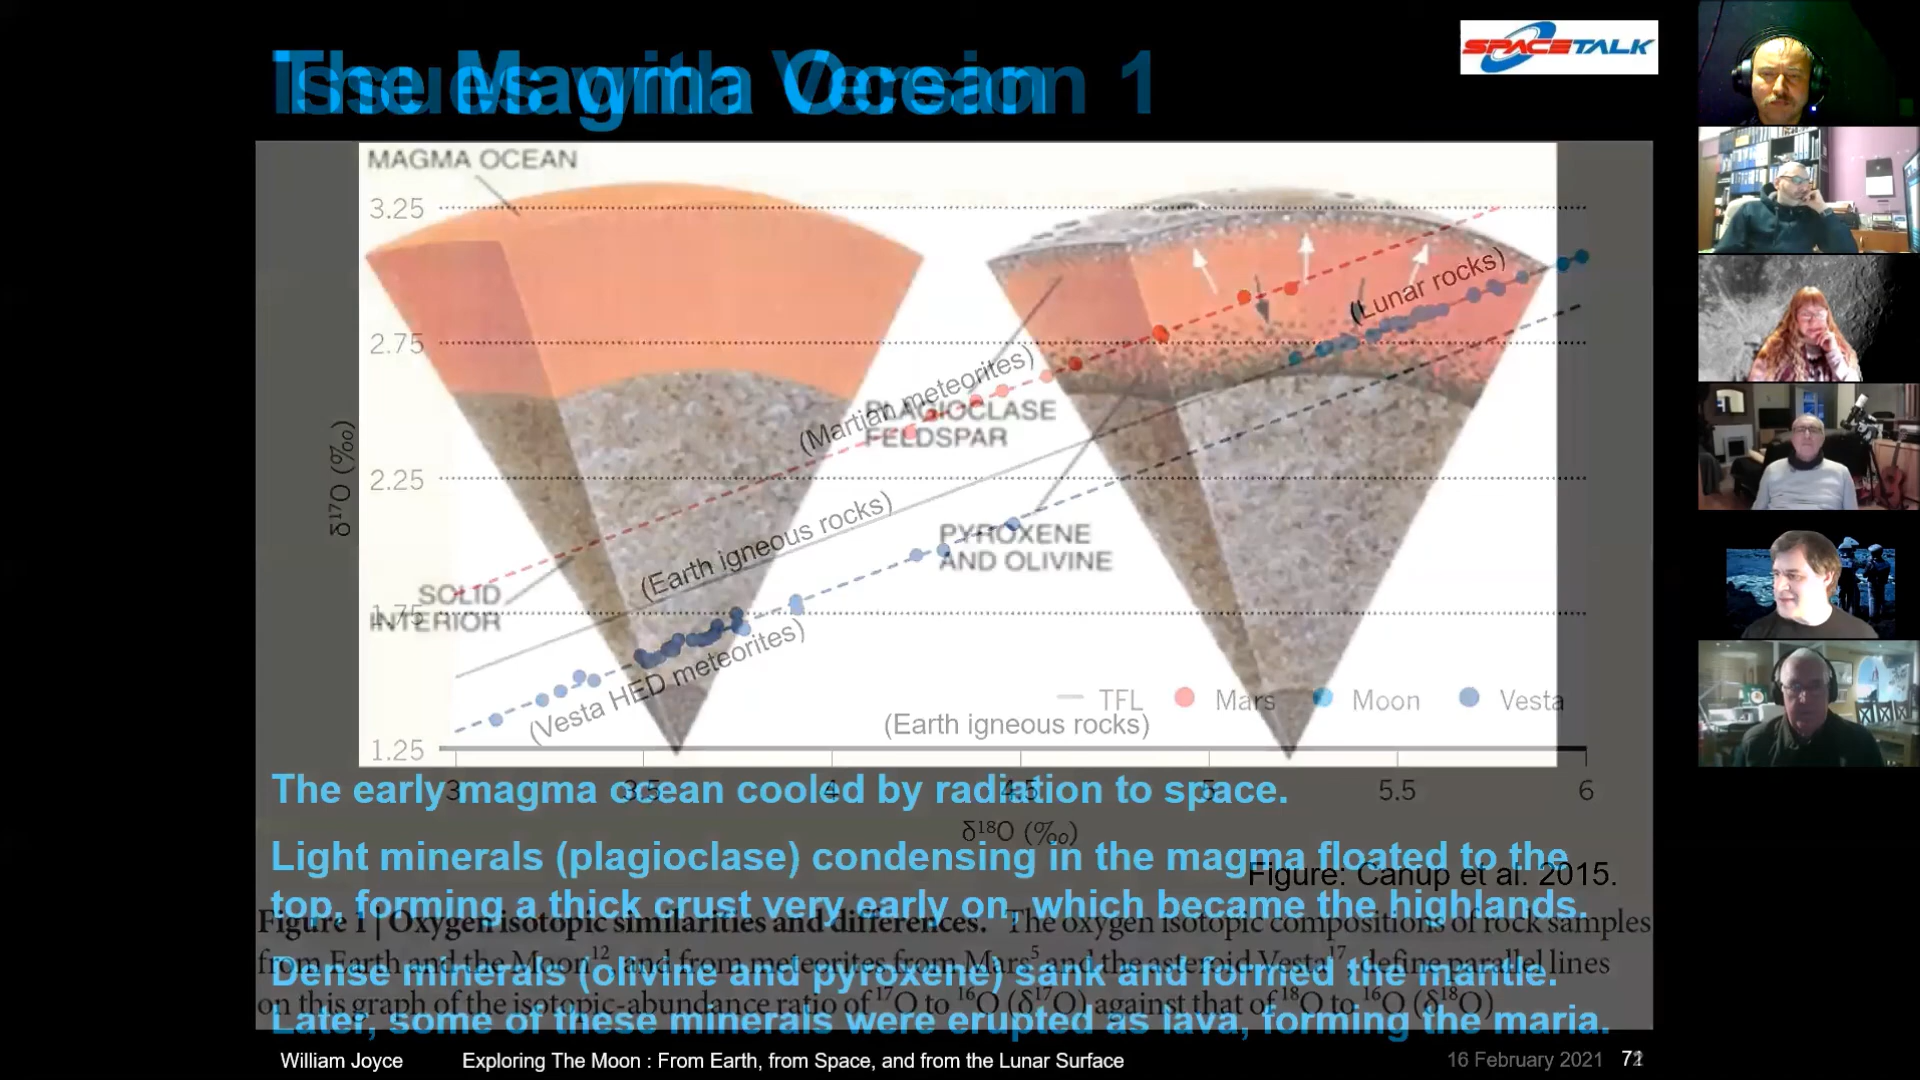 The Magma Ocean
Issues with Version 1
SPACETALK
MAGMA OCEAN
3.25
2.75
2.25
1.75
1.25
δ¹⁷O (‰)
(Lunar rocks)
(Martian meteorites)
PLAGIOCLASE
FELDSPAR
(Earth igneous rocks)
PYROXENE
AND OLIVINE
SOLID
INTERIOR
(Vesta HED meteorites)
TFL Mars Moon Vesta
(Earth igneous rocks)
3 3.5 4 4.5 5 5.5 6
δ¹⁸O (‰)
The early magma ocean cooled by radiation to space.
Light minerals (plagioclase) condensing in the magma floated to the
top, forming a thick crust very early on, which became the highlands.
Dense minerals (olivine and pyroxene) sank and formed the mantle.
Later, some of these minerals were erupted as lava, forming the maria.
Figure: Canup et al. 2015.
Figure 1 | Oxygen isotopic similarities and differences. The oxygen isotopic compositions of rock samples
from Earth and the Moon¹², and from meteorites from Mars⁵ and the asteroid Vesta¹⁷, define parallel lines
on this graph of the isotopic-abundance ratio of ¹⁷O to ¹⁶O (δ¹⁷O) against that of ¹⁸O to ¹⁶O (δ¹⁸O)
William Joyce Exploring The Moon : From Earth, from Space, and from the Lunar Surface 16 February 2021